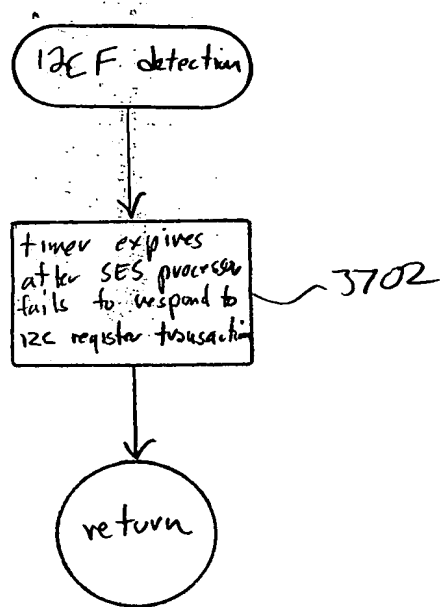 I2CF detection
timer expires
after SES processor
fails to respond to
I2C register transaction
3702
return